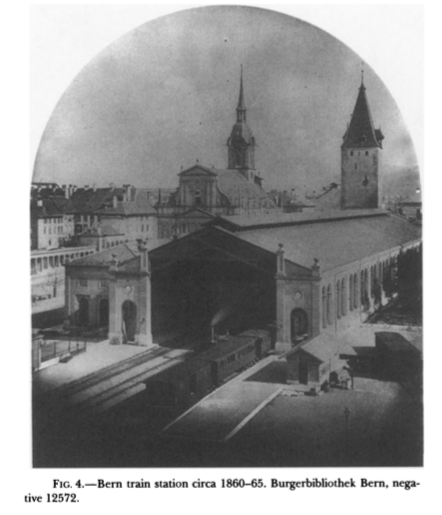 FIG. 4.—Bern train station circa 1860–65. Burgerbibliothek Bern, nega-
tive 12572.